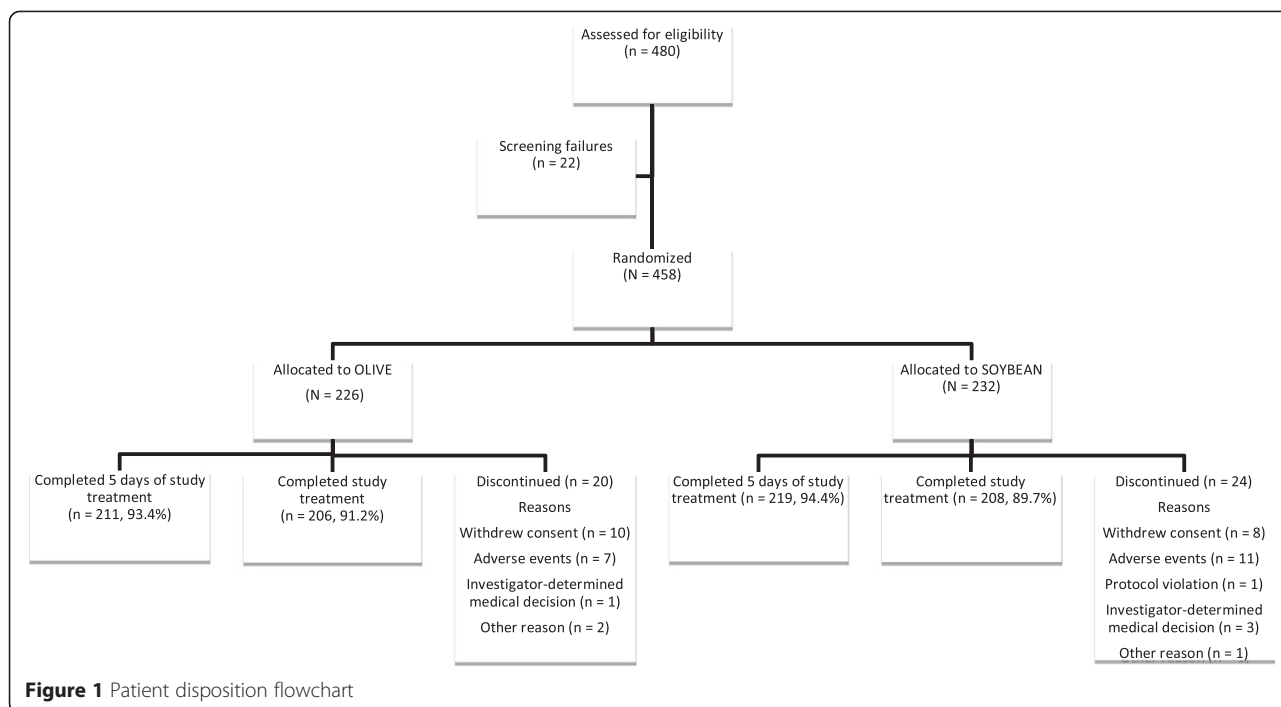 Assessed for eligibility
(n = 480)
Screening failures
(n = 22)
Randomized
(N = 458)
Allocated to OLIVE
(N = 226)
Allocated to SOYBEAN
(N = 232)
Completed 5 days of study
treatment
(n = 211, 93.4%)
Completed study
treatment
(n = 206, 91.2%)
Discontinued (n = 20)
Reasons
Withdrew consent (n = 10)
Adverse events (n = 7)
Investigator-determined
medical decision (n = 1)
Other reason (n = 2)
Completed 5 days of study
treatment (n = 219, 94.4%)
Completed study
treatment (n = 208, 89.7%)
Discontinued (n = 24)
Reasons
Withdrew consent (n = 8)
Adverse events (n = 11)
Protocol violation (n = 1)
Investigator-determined
medical decision (n = 3)
Other reason (n = 1)
Figure 1 Patient disposition flowchart